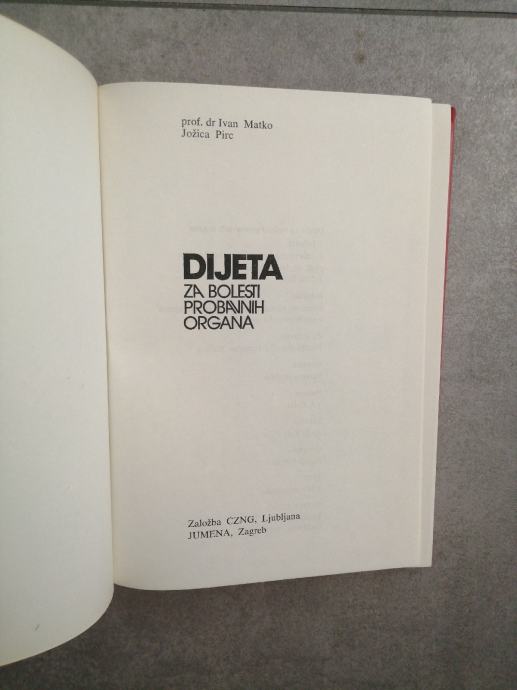 prof. dr Ivan Matko
Jožica Pirc
DIJETA
ZA BOLESTI
PROBAVNIH
ORGANA
Založba CZNG, Ljubljana
JUMENA, Zagreb